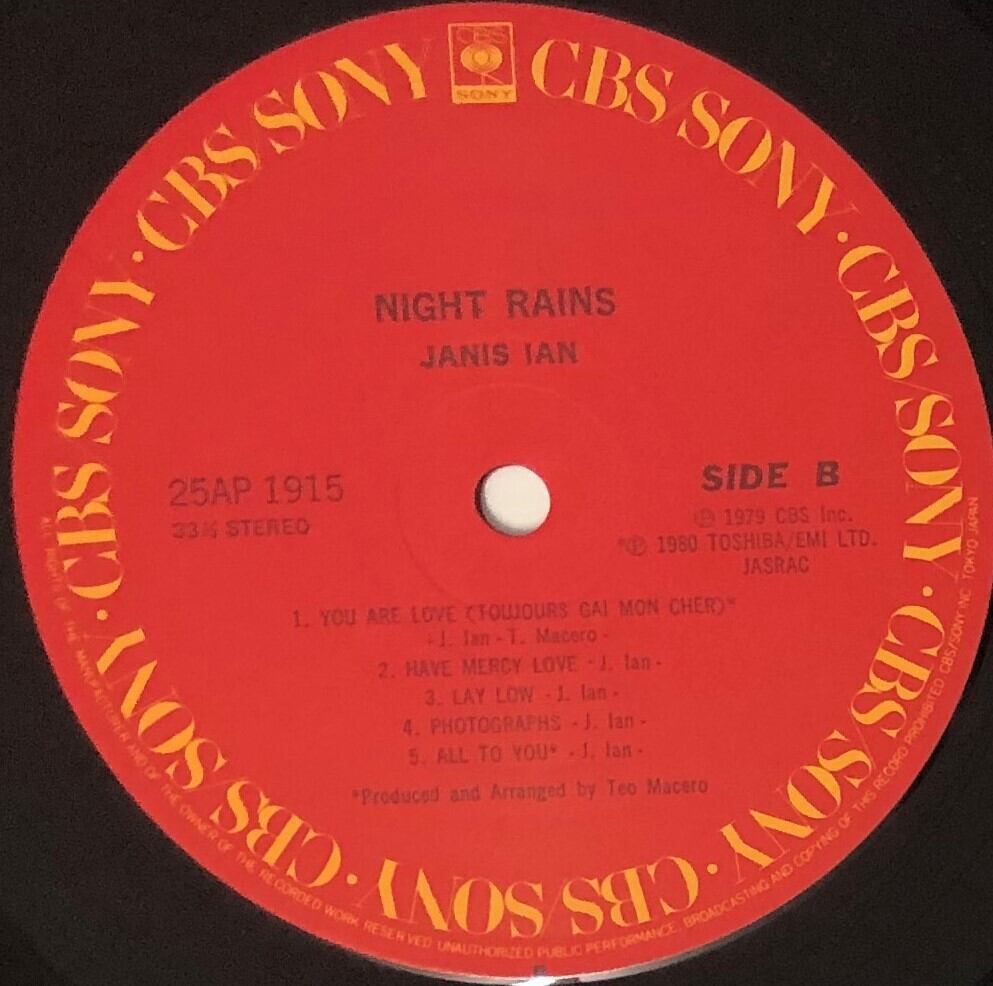 CBS
SONY
CBS/SONY · CBS/SONY · CBS/SONY · CBS/SONY · CBS/SONY · CBS/SONY · CBS SONY · CBS SONY
NIGHT RAINS
JANIS IAN
25AP 1915
33⅓ STEREO
SIDE B
Ⓟ 1979 CBS Inc.
*Ⓟ 1980 TOSHIBA/EMI LTD.
JASRAC
1. YOU ARE LOVE (TOUJOURS GAI MON CHER)*
- J. Ian - T. Macero -
2. HAVE MERCY LOVE - J. Ian -
3. LAY LOW - J. Ian -
4. PHOTOGRAPHS - J. Ian -
5. ALL TO YOU* - J. Ian -
*Produced and Arranged by Teo Macero
ALL RIGHTS OF THE MANUFACTURER AND OF THE OWNER OF THE RECORDED WORK RESERVED UNAUTHORIZED PUBLIC PERFORMANCE, BROADCASTING AND COPYING OF THIS RECORD PROHIBITED CBS/SONY INC. TOKYO JAPAN